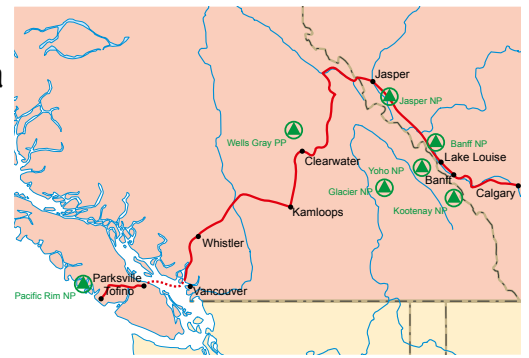 a
Jasper
Jasper NP
Wells Gray PP
Banff NP
Clearwater
Lake Louise
Yoho NP
Banff
Glacier NP
Calgary
Kootenay NP
Kamloops
Whistler
Parksville
Vancouver
Pacific Rim NP
Tofino